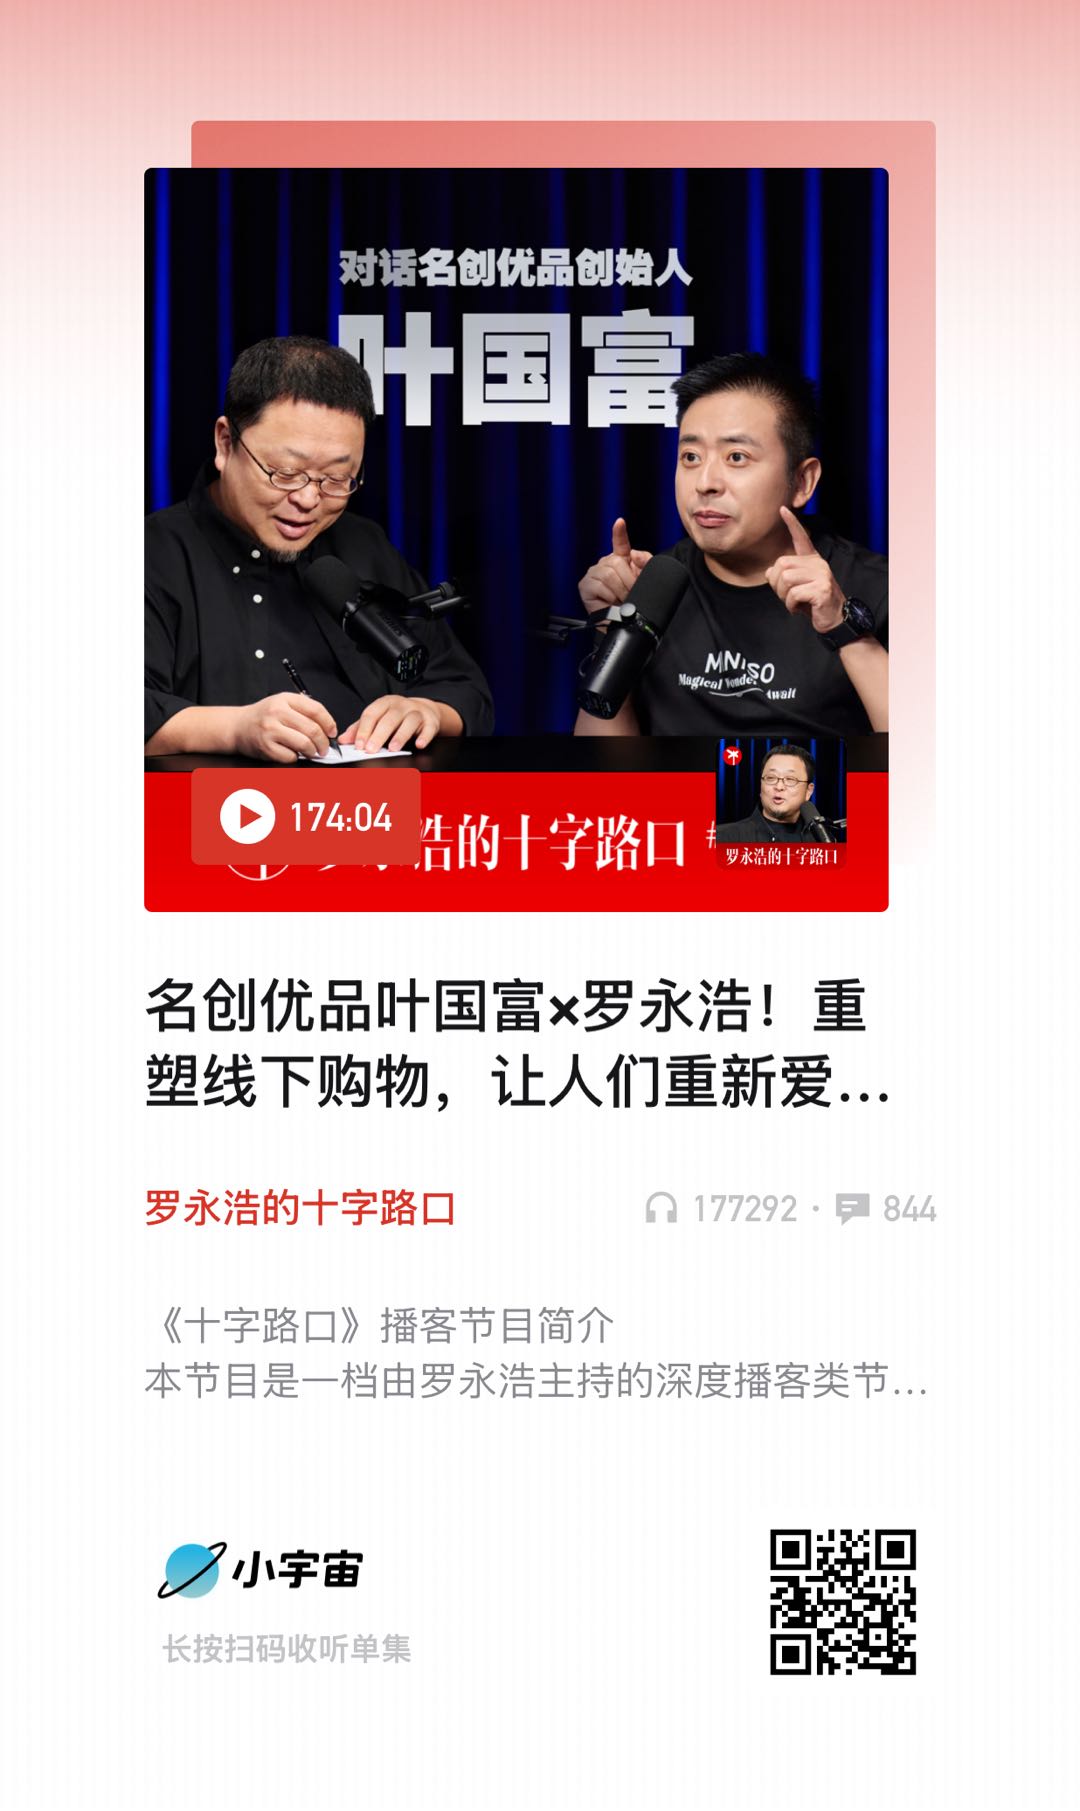 对话名创优品创始人
叶国富
MINISO
Magical Wonder Await
174:04
罗永浩的十字路口
#
罗永浩的十字路口
名创优品叶国富×罗永浩！重
塑线下购物，让人们重新爱...
罗永浩的十字路口
177292 · 844
《十字路口》播客节目简介
本节目是一档由罗永浩主持的深度播客类节...
小宇宙
长按扫码收听单集